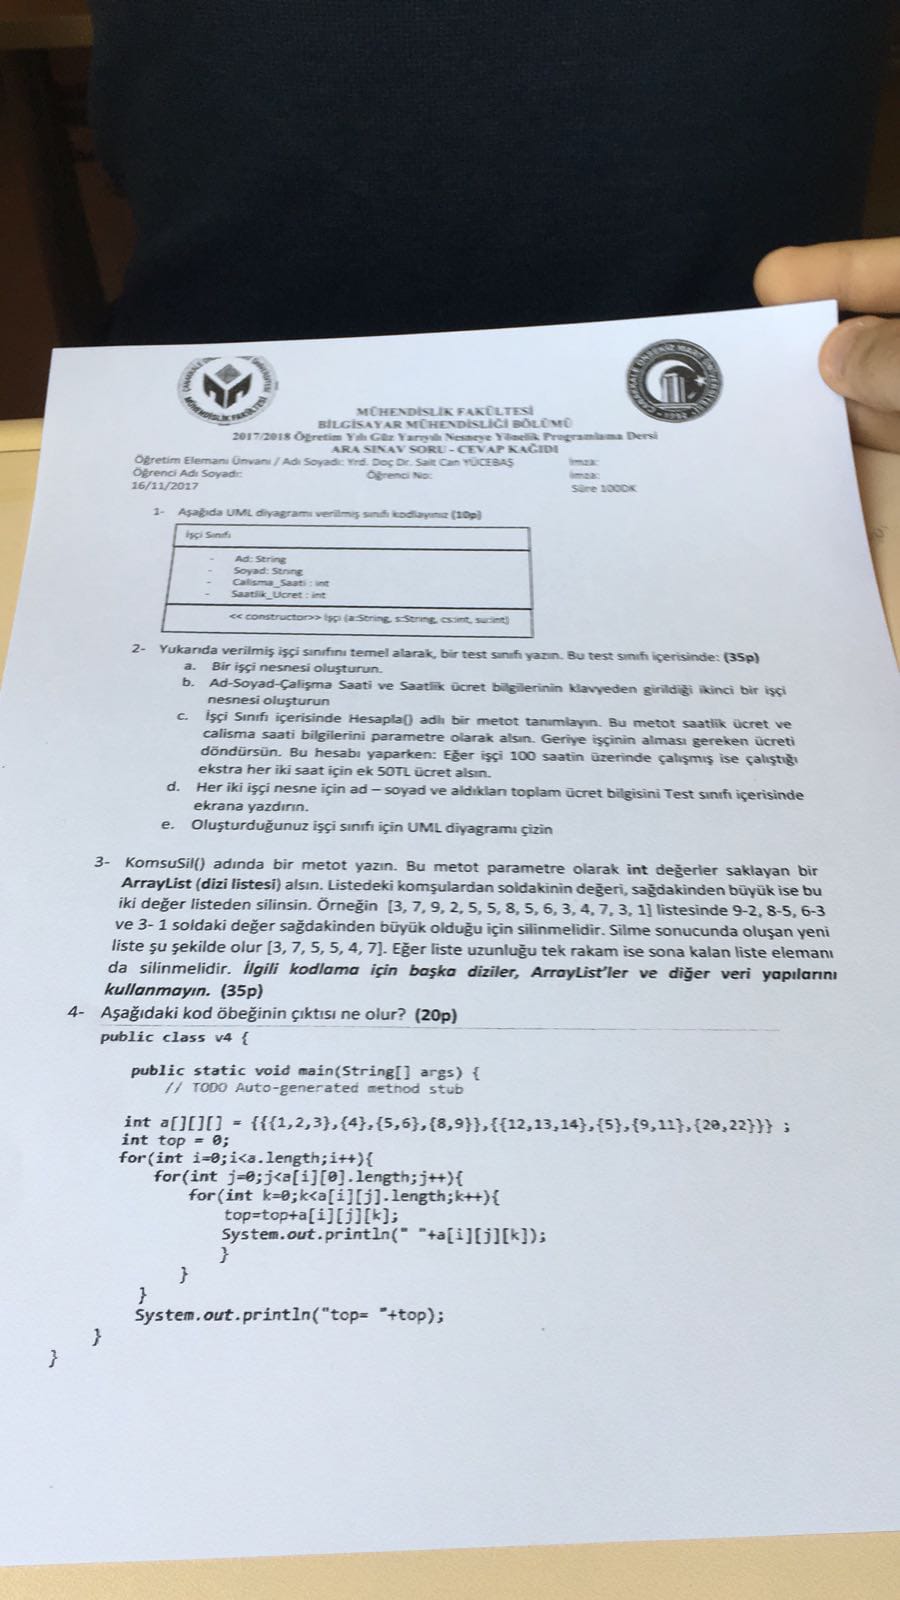 MÜHENDİSLİK FAKÜLTESİ
BİLGİSAYAR MÜHENDİSLİĞİ BÖLÜMÜ
2017/2018 Öğretim Yılı Güz Yarıyılı Nesneye Yönelik Programlama Dersi
ARA SINAV SORU - CEVAP KAĞIDI
Öğretim Elemanı Ünvanı / Adı Soyadı: Yrd. Doç Dr. Sait Can YÜCEBAŞ İmza:
Öğrenci Adı Soyadı: Öğrenci No: İmza:
16/11/2017 Süre 100DK
1- Aşağıda UML diyagramı verilmiş sınıfı kodlayınız (10p)
İşçi Sınıfı
- Ad: String
- Soyad: String
- Calisma_Saati : int
- Saatlik_Ucret : int
<< constructor>> İşçi (a:String, s:String, cs:int, su:int)
2- Yukarıda verilmiş işçi sınıfını temel alarak, bir test sınıfı yazın. Bu test sınıfı içerisinde: (35p)
a. Bir işçi nesnesi oluşturun.
b. Ad-Soyad-Çalışma Saati ve Saatlik ücret bilgilerinin klavyeden girildiği ikinci bir işçi
nesnesi oluşturun
c. İşçi Sınıfı içerisinde Hesapla() adlı bir metot tanımlayın. Bu metot saatlik ücret ve
calisma saati bilgilerini parametre olarak alsın. Geriye işçinin alması gereken ücreti
döndürsün. Bu hesabı yaparken: Eğer işçi 100 saatin üzerinde çalışmış ise çalıştığı
ekstra her iki saat için ek 50TL ücret alsın.
d. Her iki işçi nesne için ad – soyad ve aldıkları toplam ücret bilgisini Test sınıfı içerisinde
ekrana yazdırın.
e. Oluşturduğunuz işçi sınıfı için UML diyagramı çizin
3- KomsuSil() adında bir metot yazın. Bu metot parametre olarak int değerler saklayan bir
ArrayList (dizi listesi) alsın. Listedeki komşulardan soldakinin değeri, sağdakinden büyük ise bu
iki değer listeden silinsin. Örneğin [3, 7, 9, 2, 5, 5, 8, 5, 6, 3, 4, 7, 3, 1] listesinde 9-2, 8-5, 6-3
ve 3- 1 soldaki değer sağdakinden büyük olduğu için silinmelidir. Silme sonucunda oluşan yeni
liste şu şekilde olur [3, 7, 5, 5, 4, 7]. Eğer liste uzunluğu tek rakam ise sona kalan liste elemanı
da silinmelidir. İlgili kodlama için başka diziler, ArrayList'ler ve diğer veri yapılarını
kullanmayın. (35p)
4- Aşağıdaki kod öbeğinin çıktısı ne olur? (20p)
public class v4 {
public static void main(String[] args) {
// TODO Auto-generated method stub
int a[][][] = {{{1,2,3},{4},{5,6},{8,9}},{{12,13,14},{5},{9,11},{20,22}}} ;
int top = 0;
for(int i=0;i<a.length;i++){
for(int j=0;j<a[i][0].length;j++){
for(int k=0;k<a[i][j].length;k++){
top=top+a[i][j][k];
System.out.println(" "+a[i][j][k]);
}
}
}
System.out.println("top= "+top);
}
}